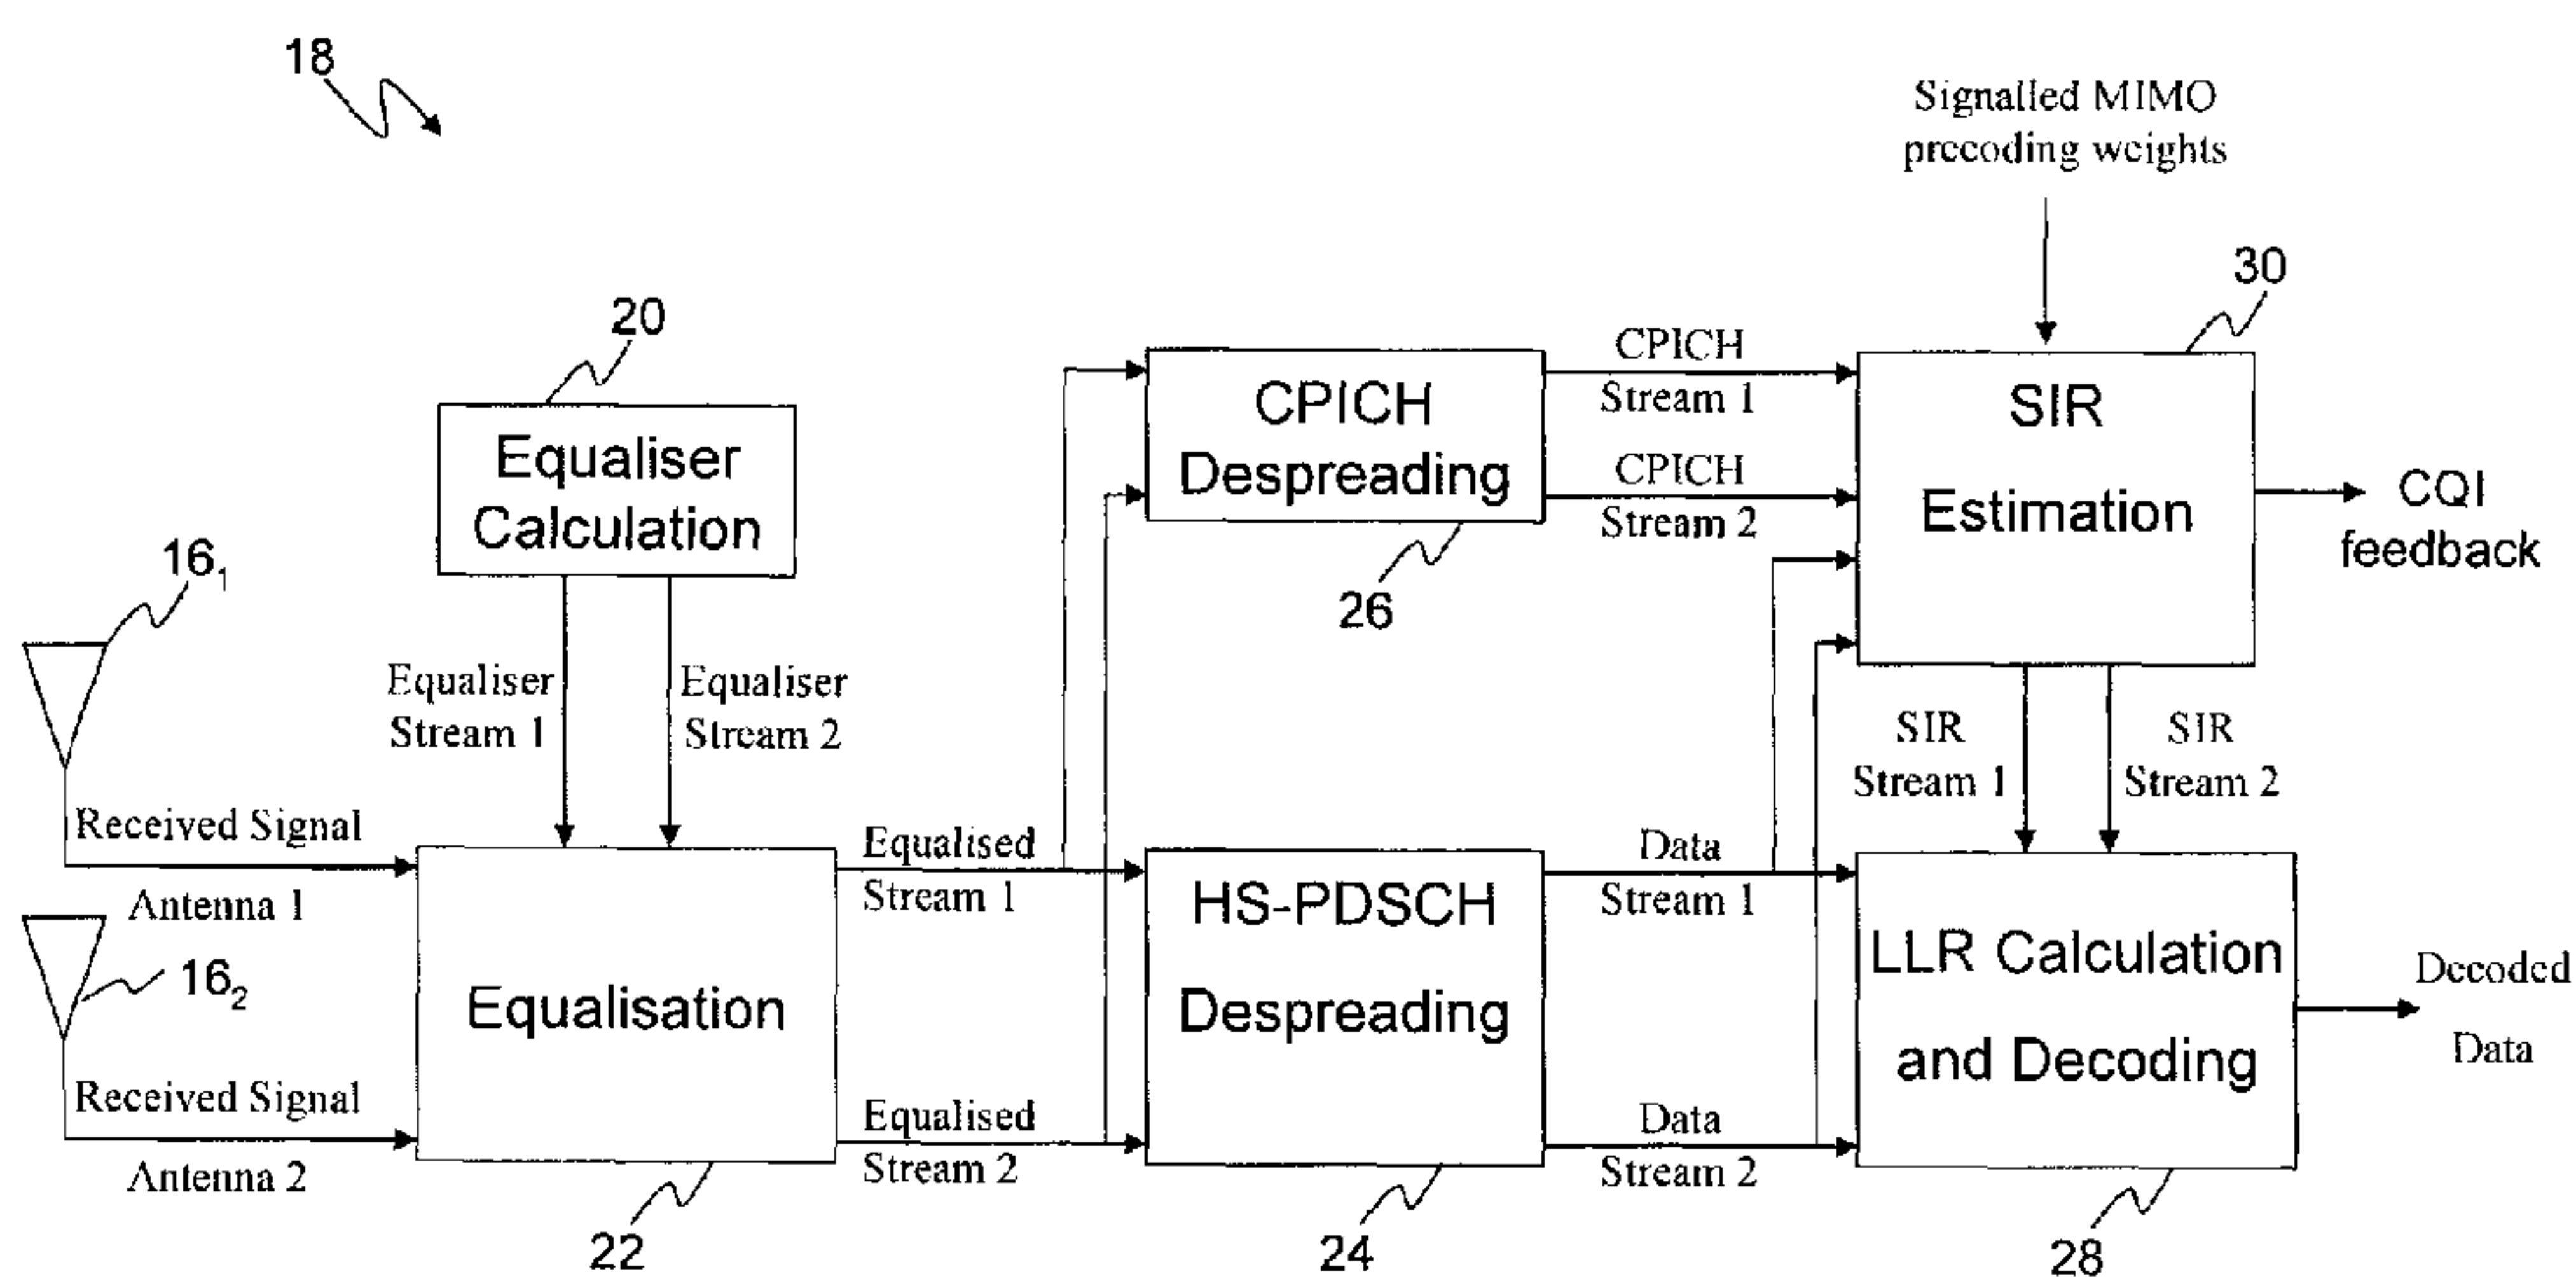 18
Signalled MIMO
precoding weights
30
20
CPICH
Stream 1
CPICH
Stream 2
CPICH
Despreading
26
SIR
Estimation
CQI
feedback
Equaliser
Calculation
16₁
Equaliser
Stream 1
Equaliser
Stream 2
SIR
Stream 1
SIR
Stream 2
Received Signal
Antenna 1
16₂
Received Signal
Antenna 2
Equalisation
22
Equalised
Stream 1
Equalised
Stream 2
HS-PDSCH
Despreading
24
Data
Stream 1
Data
Stream 2
LLR Calculation
and Decoding
28
Decoded
Data